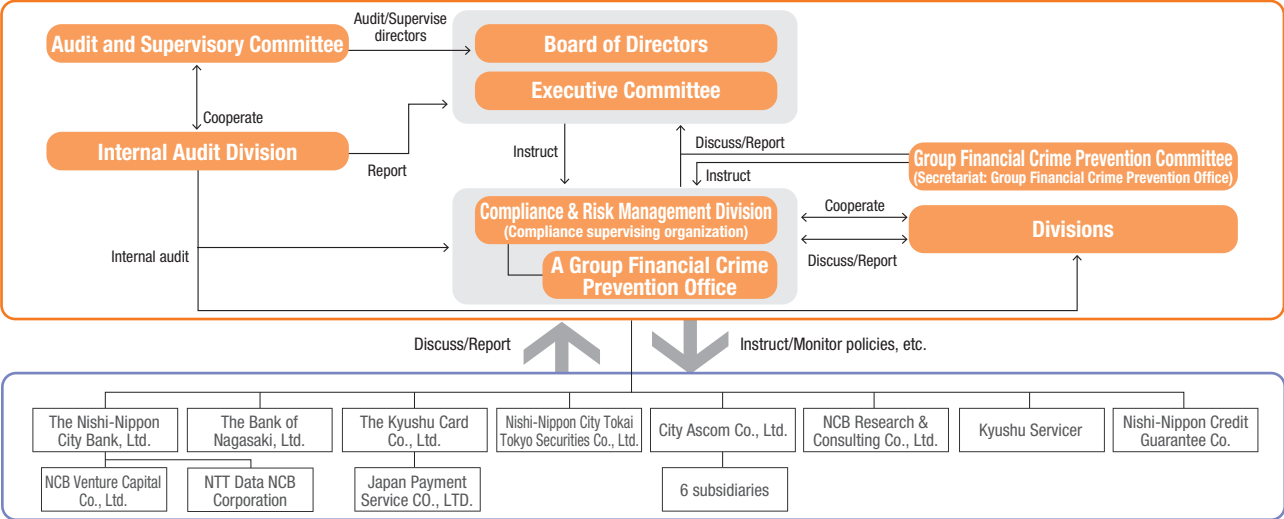 Audit and Supervisory Committee
Audit/Supervise
directors
Board of Directors
Executive Committee
Cooperate
Internal Audit Division
Report
Instruct
Discuss/Report
Instruct
Group Financial Crime Prevention Committee
(Secretariat: Group Financial Crime Prevention Office)
Compliance & Risk Management Division
(Compliance supervising organization)
Cooperate
Divisions
Discuss/Report
Internal audit
A Group Financial Crime
Prevention Office
Discuss/Report
Instruct/Monitor policies, etc.
The Nishi-Nippon
City Bank, Ltd.
The Bank of
Nagasaki, Ltd.
The Kyushu Card
Co., Ltd.
Nishi-Nippon City Tokai
Tokyo Securities Co., Ltd.
City Ascom Co., Ltd.
NCB Research &
Consulting Co., Ltd.
Kyushu Servicer
Nishi-Nippon Credit
Guarantee Co.
NCB Venture Capital
Co., Ltd.
NTT Data NCB
Corporation
Japan Payment
Service CO., LTD.
6 subsidiaries